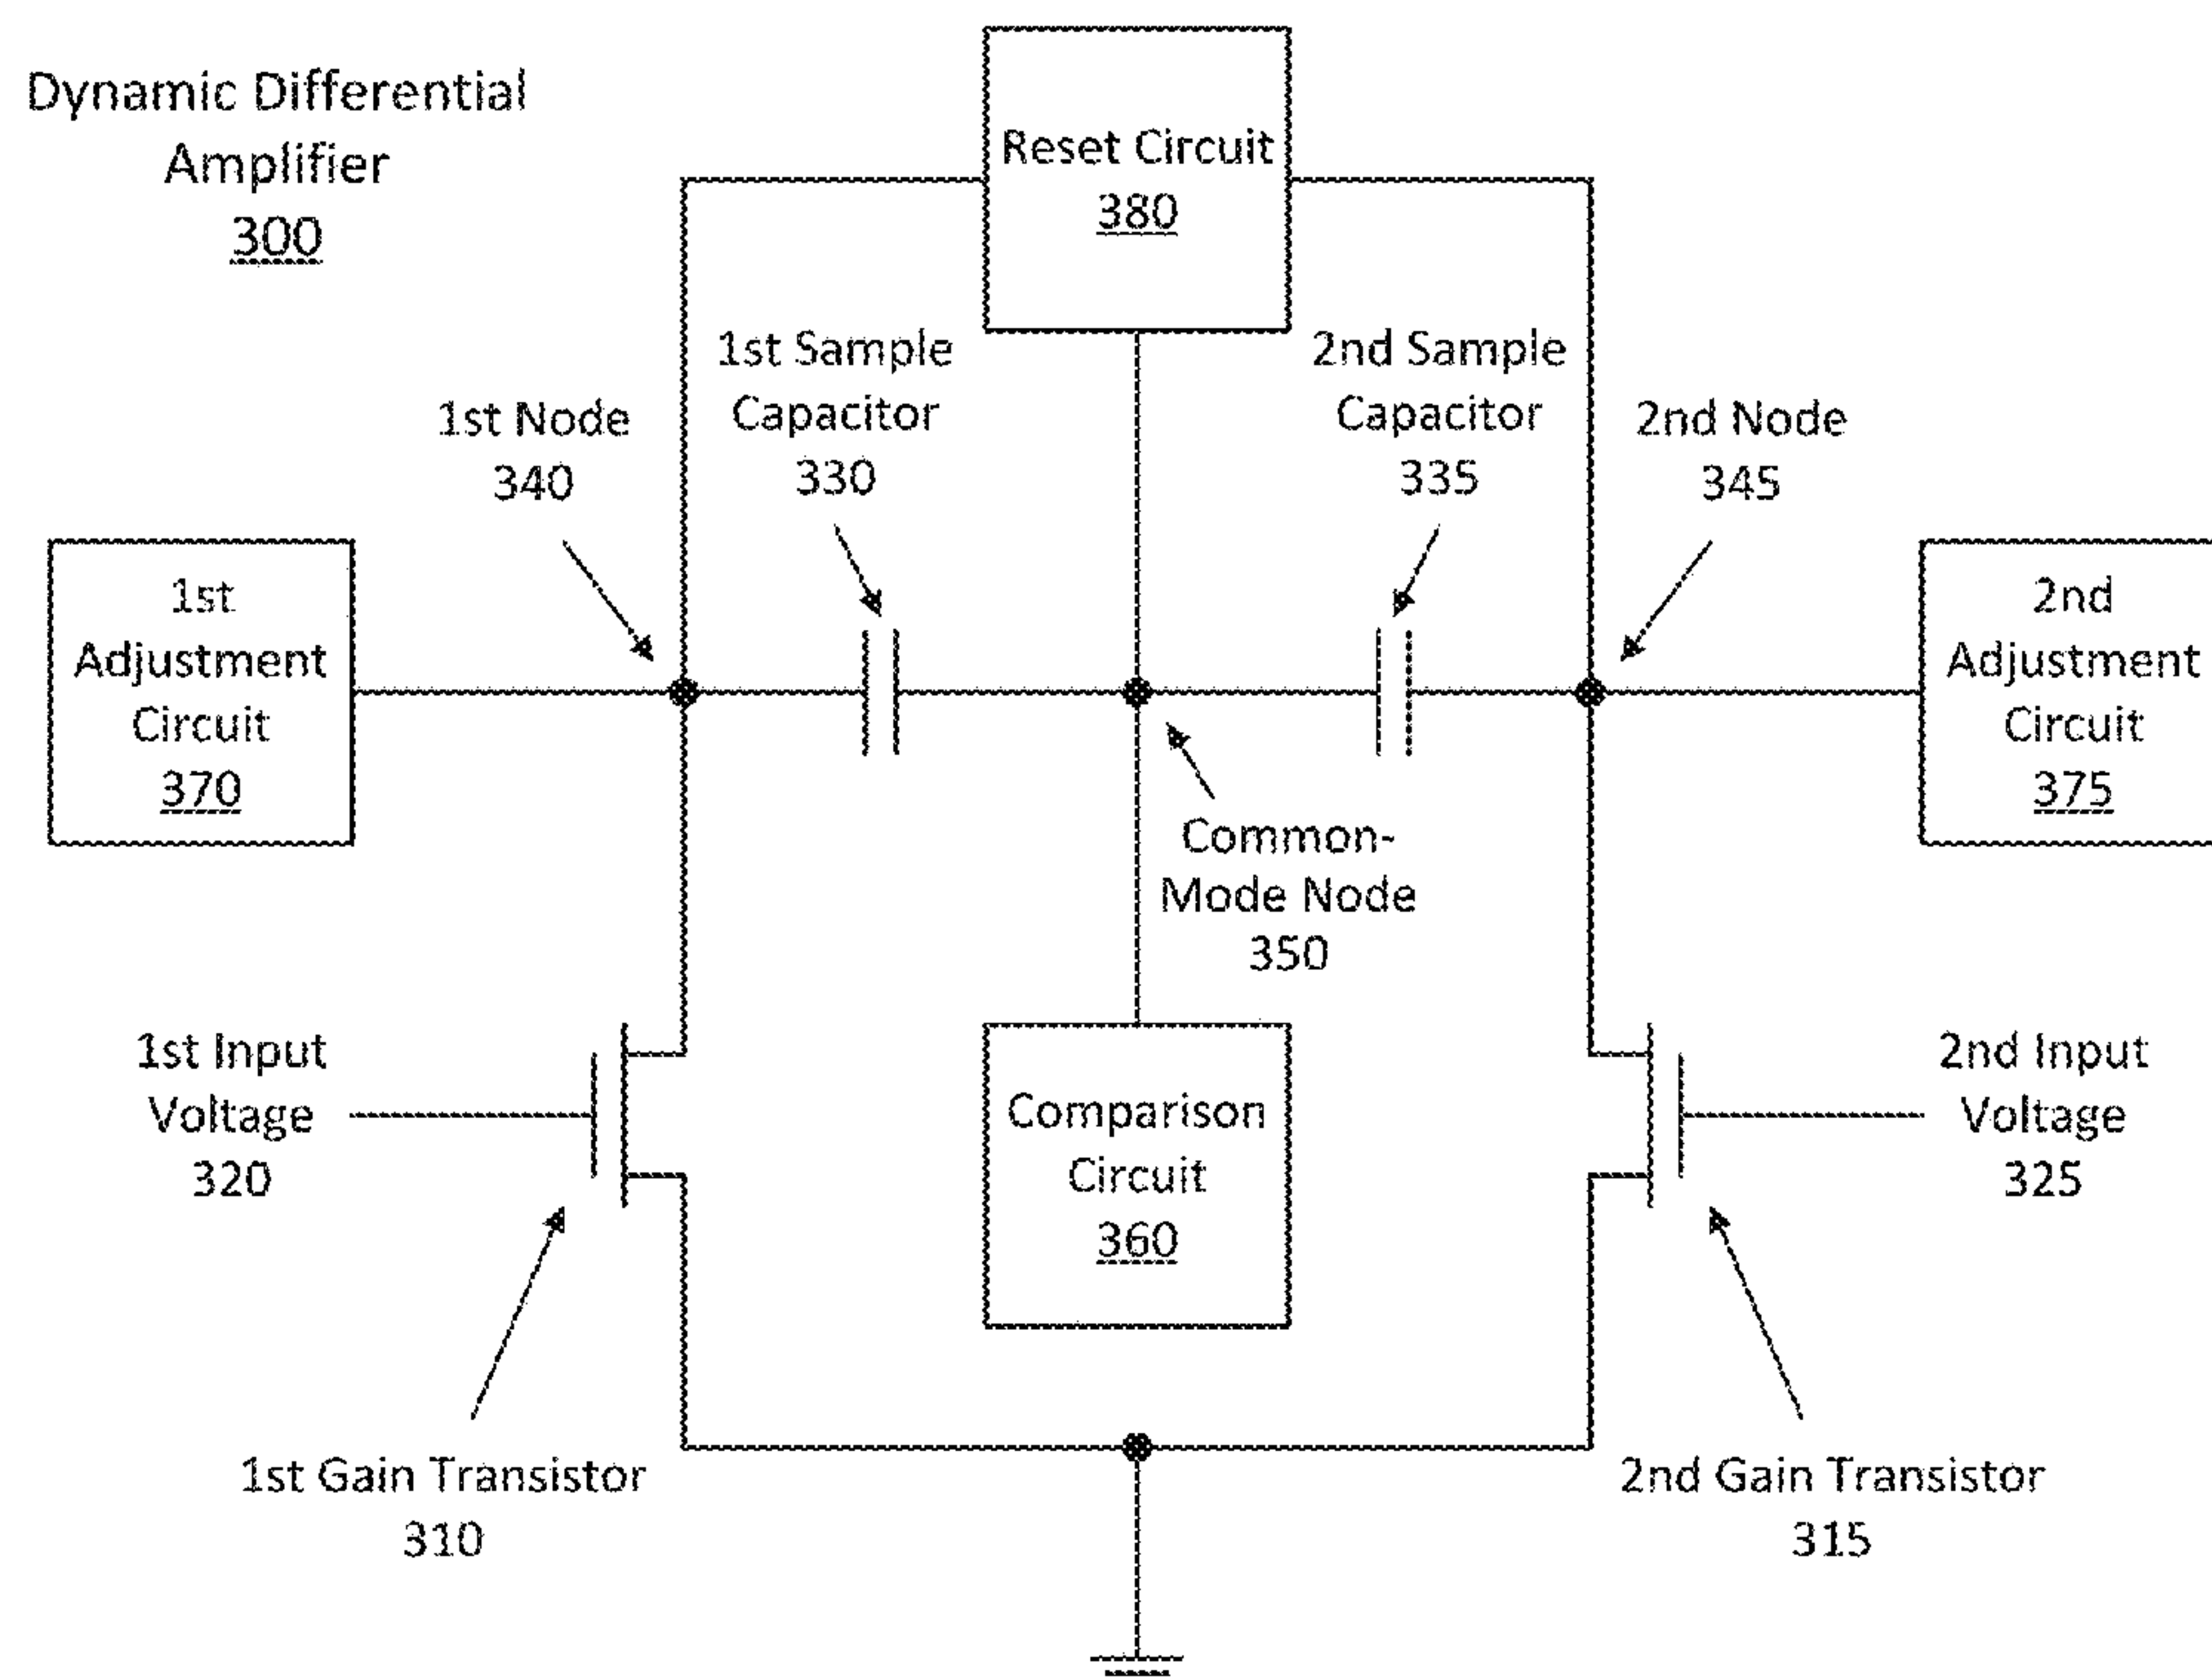 Dynamic Differential
Amplifier
300
Reset Circuit
380
1st Sample
Capacitor
330
2nd Sample
Capacitor
335
1st Node
340
2nd Node
345
1st
Adjustment
Circuit
370
2nd
Adjustment
Circuit
375
Common-
Mode Node
350
1st Input
Voltage
320
Comparison
Circuit
360
2nd Input
Voltage
325
1st Gain Transistor
310
2nd Gain Transistor
315